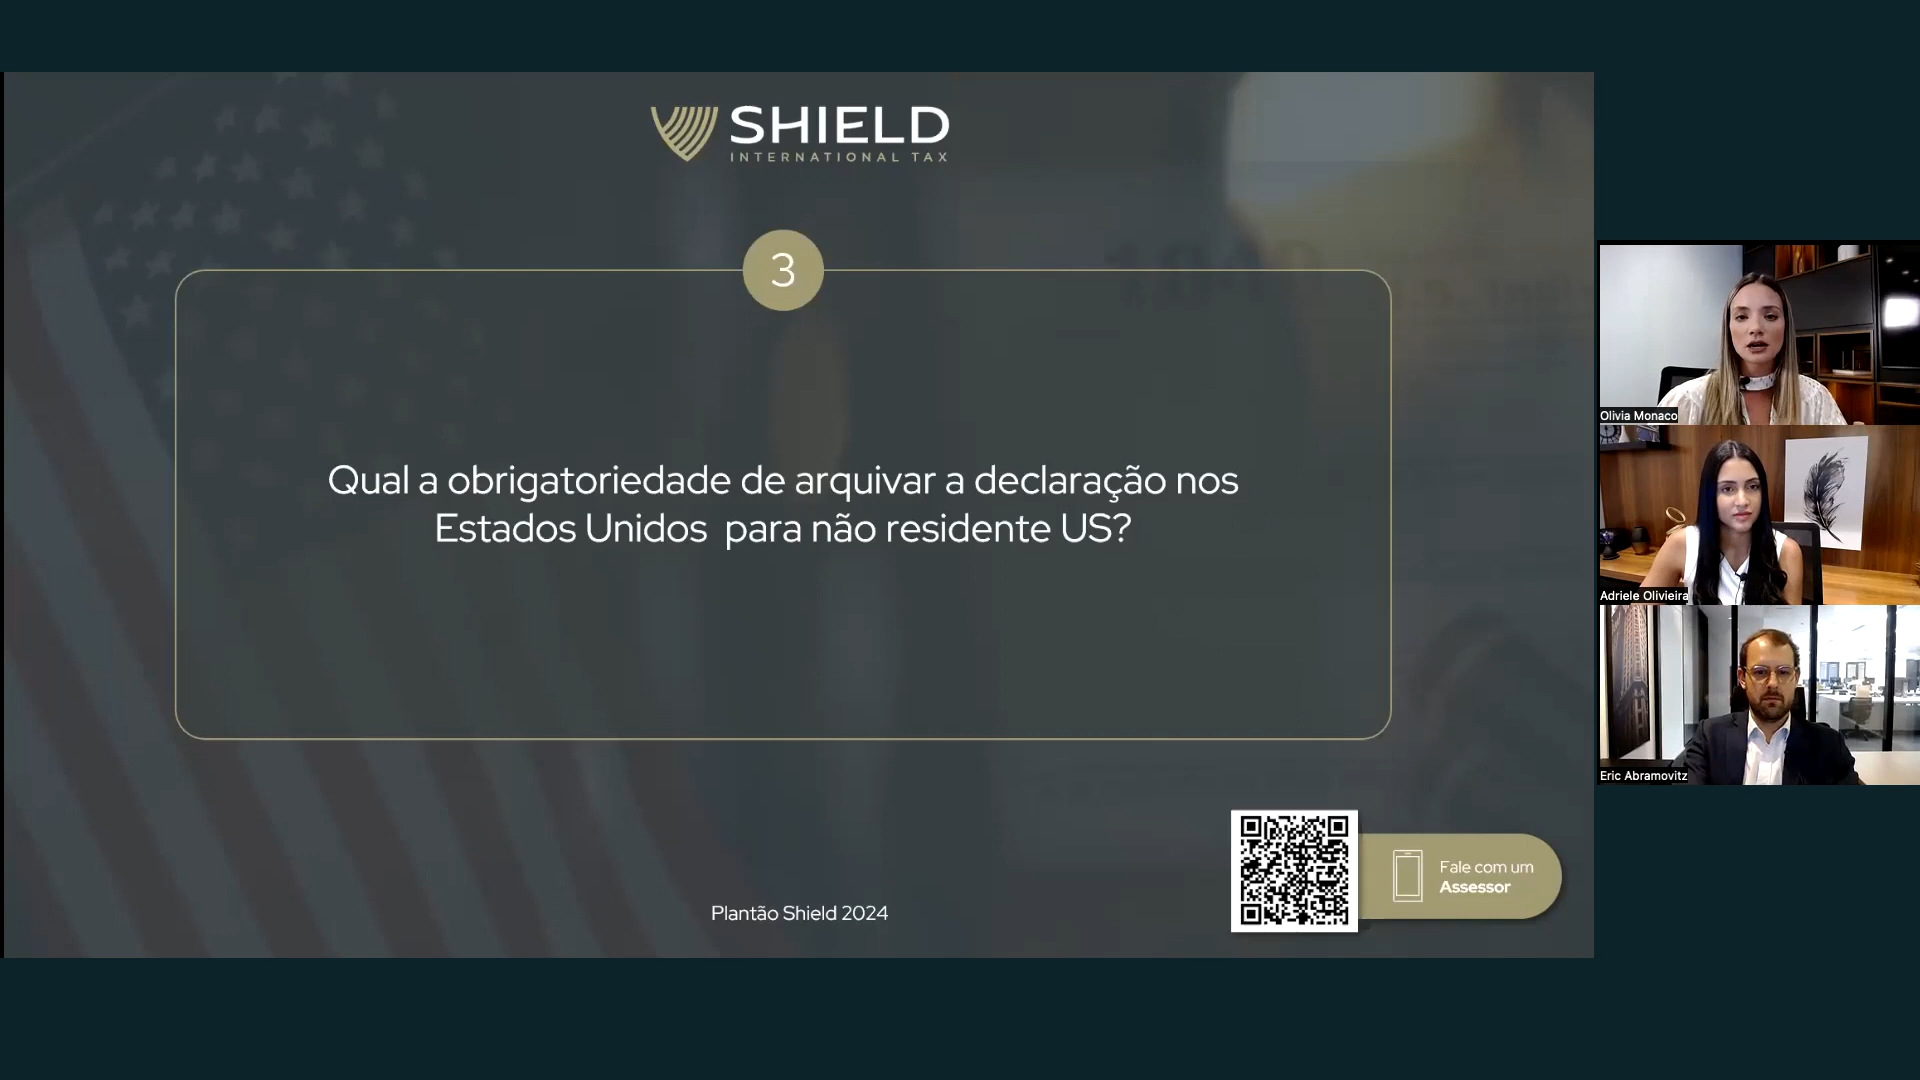 SHIELD
INTERNATIONAL TAX
3
Qual a obrigatoriedade de arquivar a declaração nos
Estados Unidos para não residente US?
Plantão Shield 2024
Fale com um
Assessor
Olivia Monaco
Adriele Olivieira
Eric Abramovitz